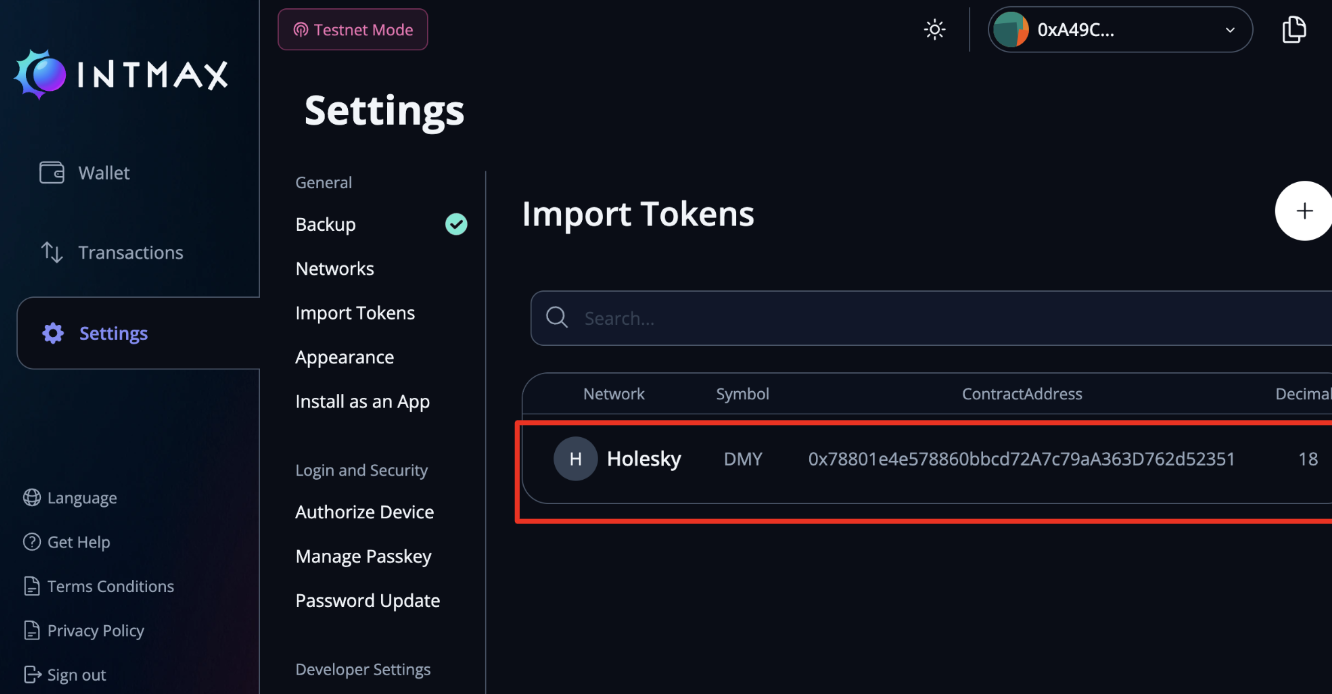 INTMAX
Wallet
Transactions
Settings
Language
Get Help
Terms Conditions
Privacy Policy
Sign out
Testnet Mode
0xA49C...
Settings
General
Backup
Networks
Import Tokens
Appearance
Install as an App
Login and Security
Authorize Device
Manage Passkey
Password Update
Developer Settings
Import Tokens
+
Search...
Network Symbol ContractAddress Decimal
H Holesky DMY 0x78801e4e578860bbcd72A7c79aA363D762d52351 18